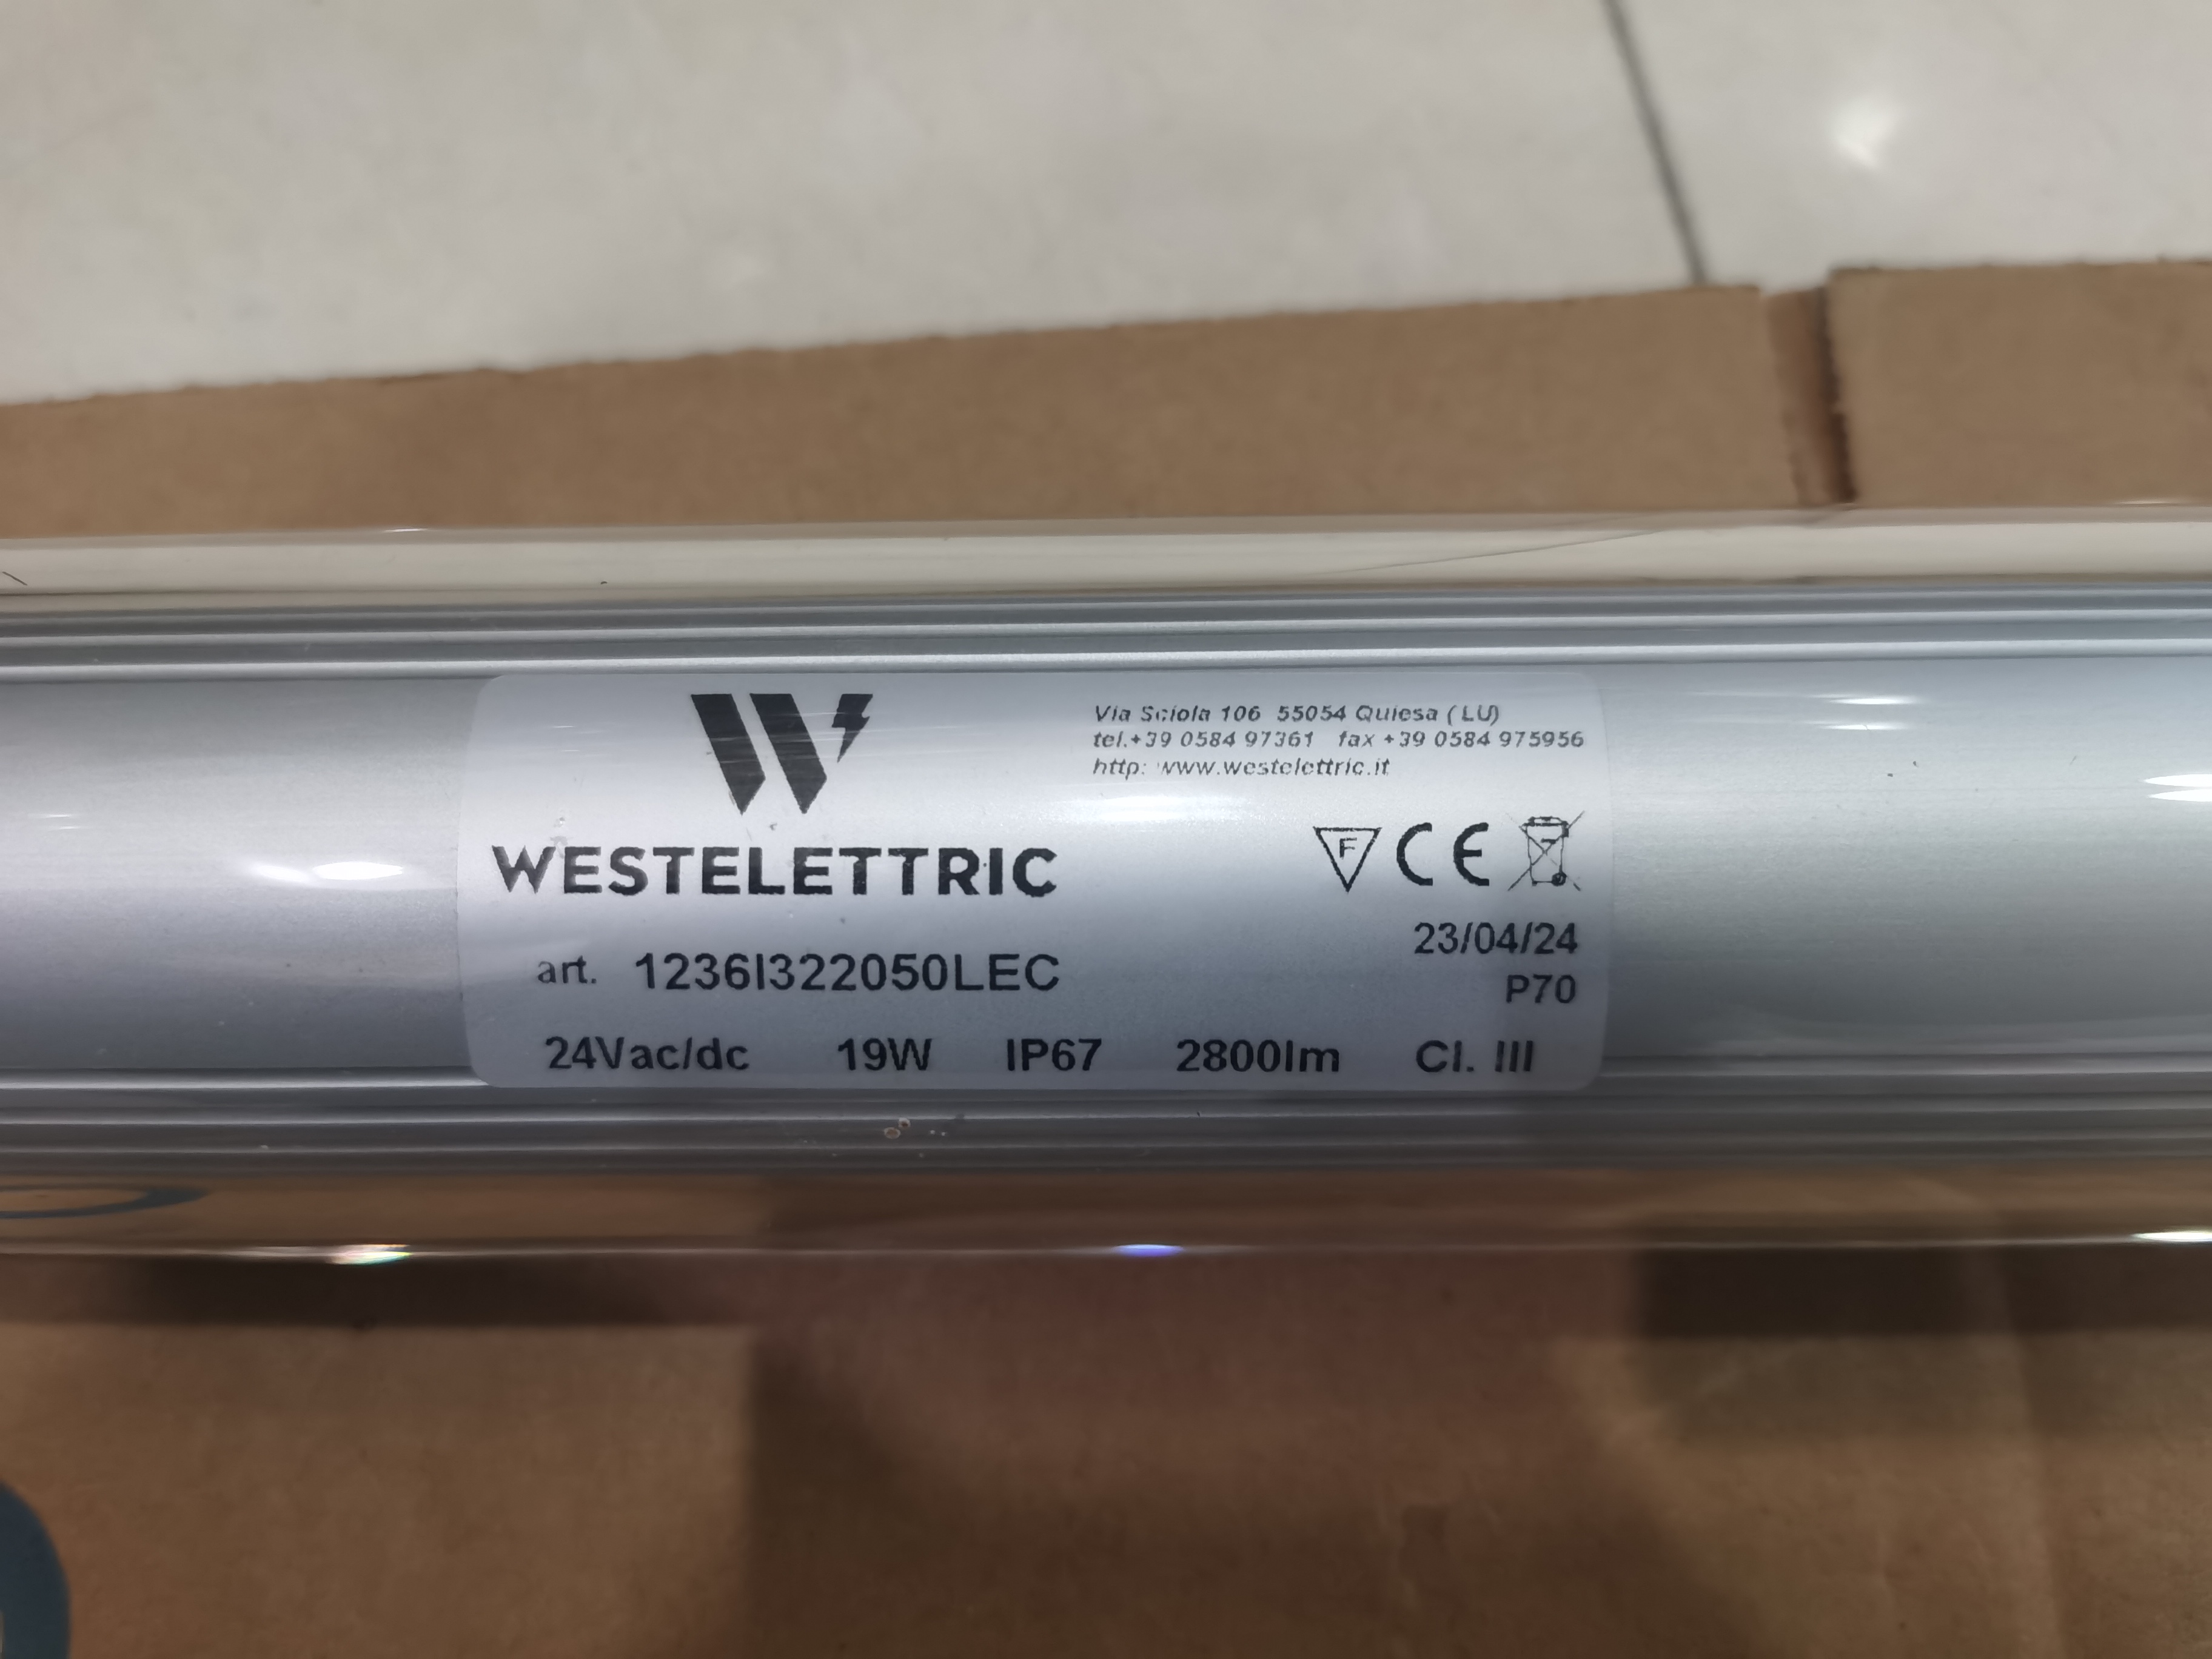 W
Via Sciola 106 55054 Quiesa (LU)
tel.+39 0584 97361 fax +39 0584 975956
http: www.westelettric.it
WESTELETTRIC
F CE
23/04/24
art. 1236I322050LEC
P70
24Vac/dc 19W IP67 2800lm Cl. III